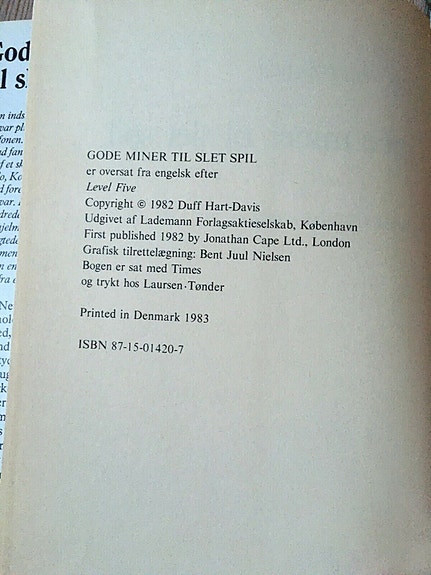 GODE MINER TIL SLET SPIL
er oversat fra engelsk efter
Level Five
Copyright © 1982 Duff Hart-Davis
Udgivet af Lademann Forlagsaktieselskab, København
First published 1982 by Jonathan Cape Ltd., London
Grafisk tilrettelægning: Bent Juul Nielsen
Bogen er sat med Times
og trykt hos Laursen-Tønder
Printed in Denmark 1983
ISBN 87-15-01420-7